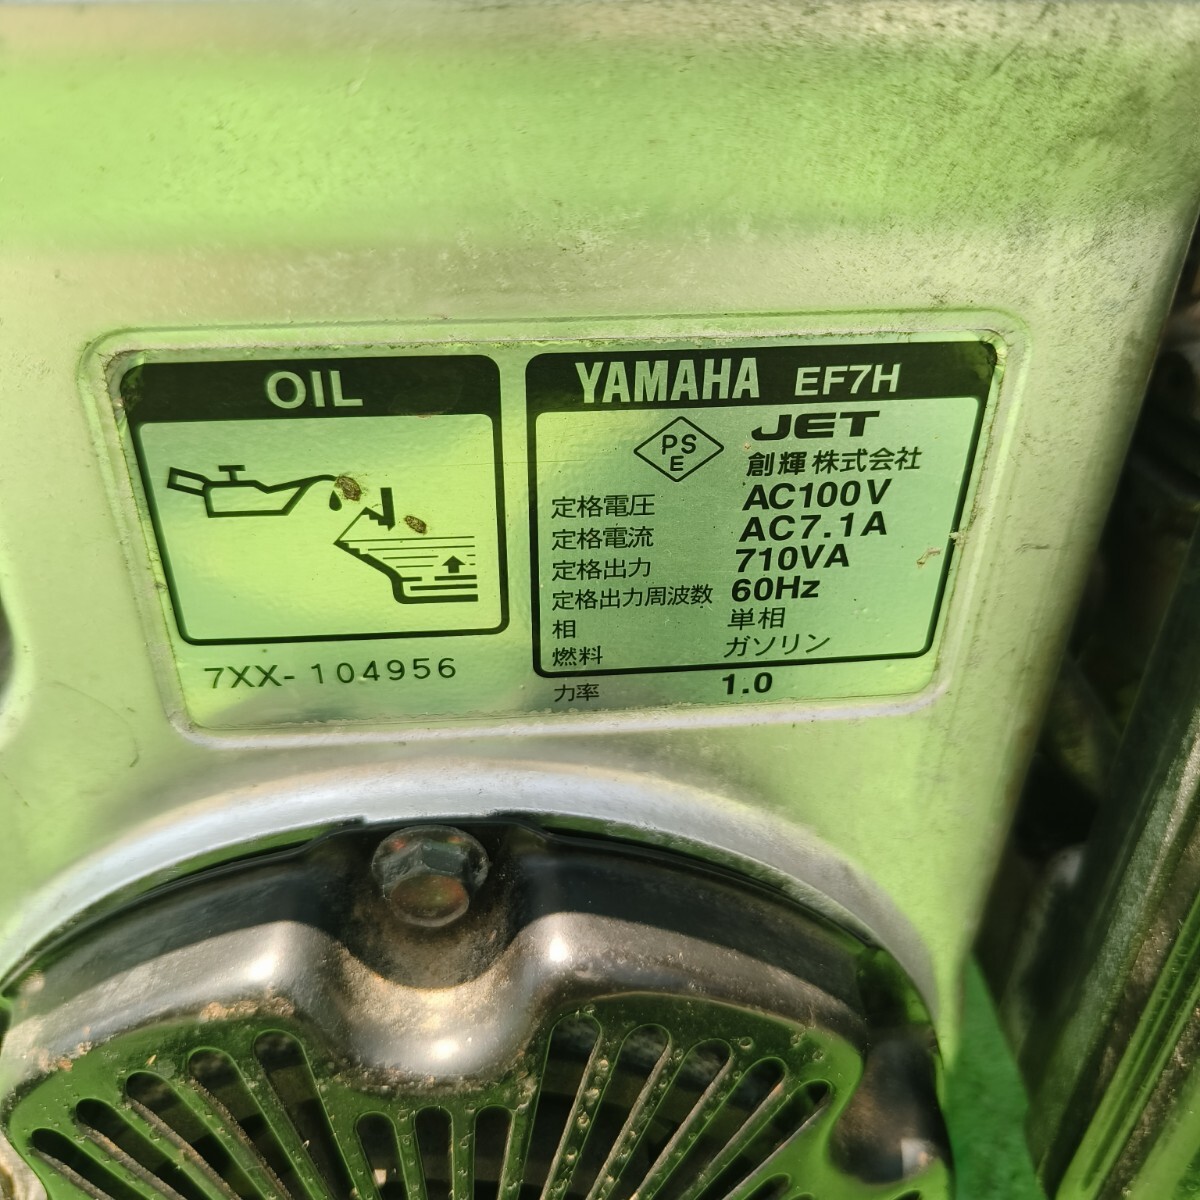 OIL
7XX-104956
YAMAHA EF7H
PS
E
JET
創輝株式会社
定格電圧 AC100V
定格電流 AC7.1A
定格出力 710VA
定格出力周波数 60Hz
相 単相
燃料 ガソリン
力率 1.0